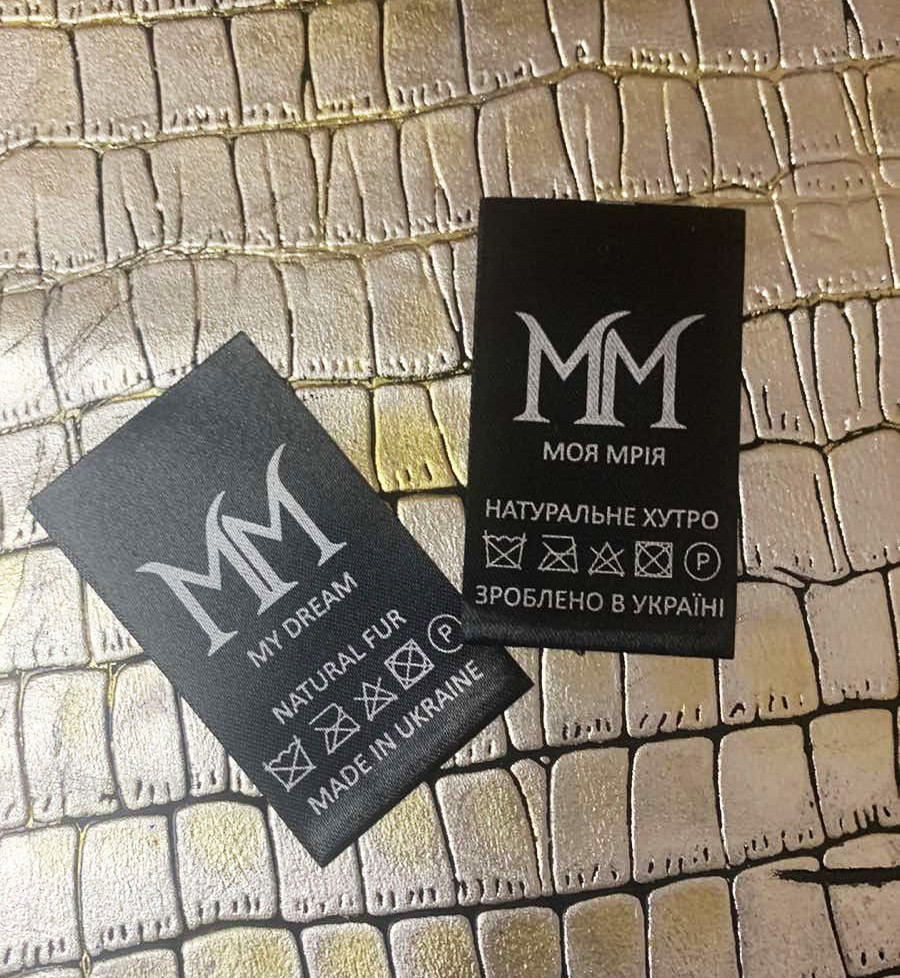 MM
MY DREAM
NATURAL FUR
P
MADE IN UKRAINE
MM
МОЯ МРІЯ
НАТУРАЛЬНЕ ХУТРО
P
ЗРОБЛЕНО В УКРАЇНІ